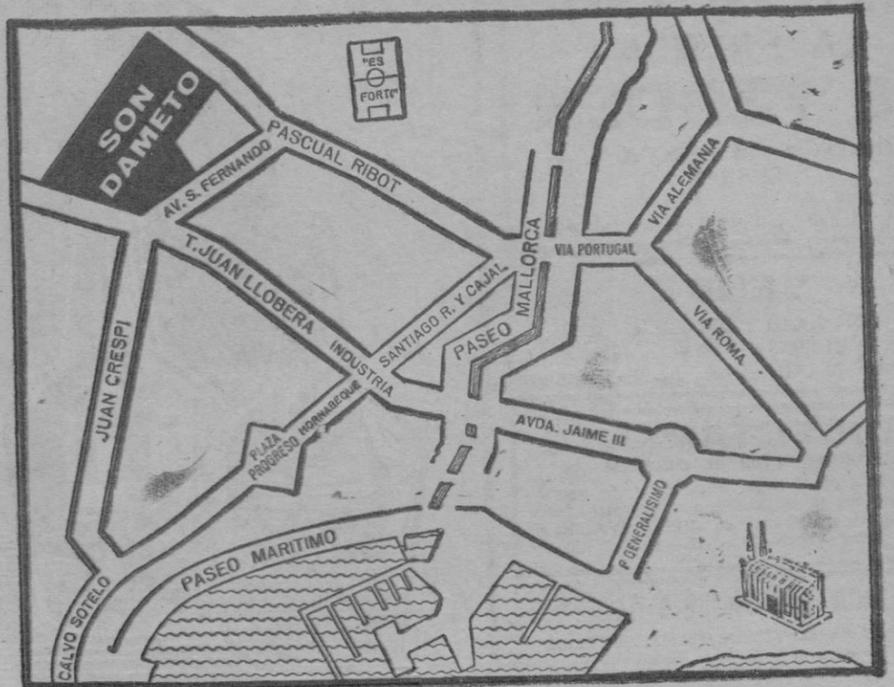 SON
DAMETO
"ES
FORTI"
AV. S. FERNANDO
PASCUAL RIBOT
T. JUAN LLOBERA
INDUSTRIA
SANTIAGO R. Y CAJAL
PASEO MALLORCA
VIA PORTUGAL
VIA ALEMANIA
VIA ROMA
JUAN CRESPI
PLAZA
PROGRESO
HORNABEQUE
AVDA. JAIME III
P. GENERALISIMO
PASEO MARITIMO
CALVO SOTELO